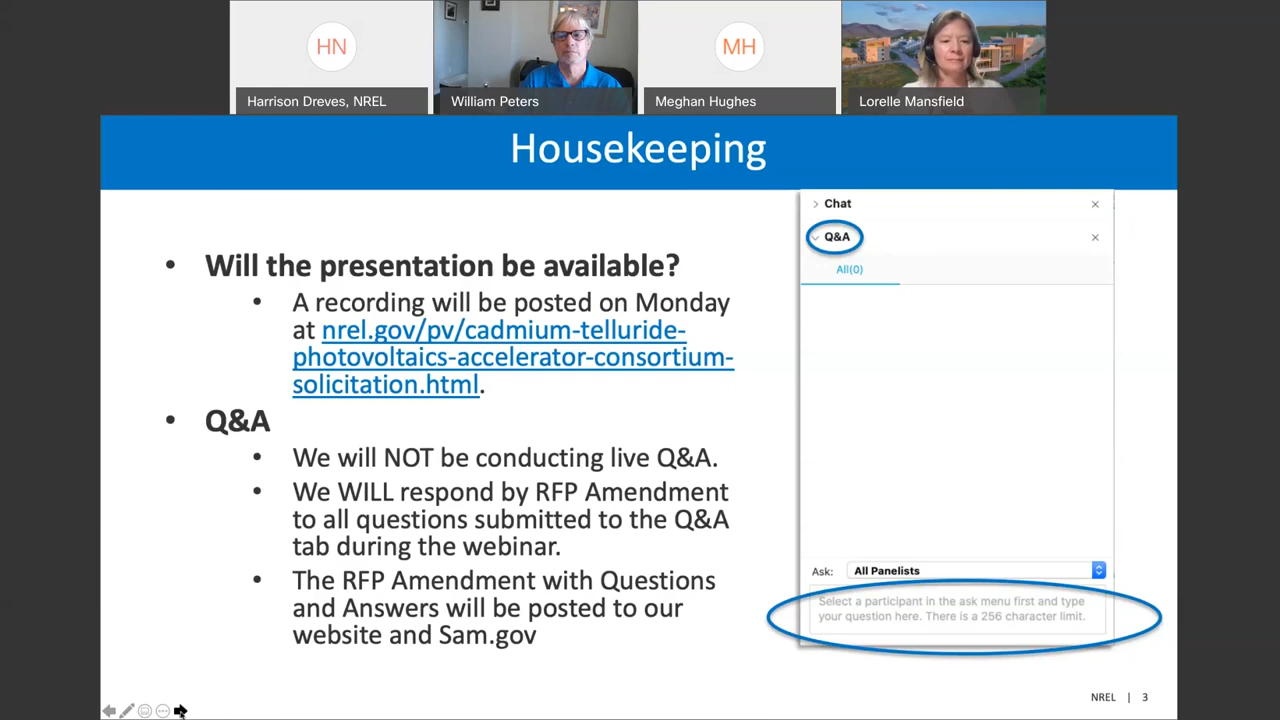 HN
MH
Harrison Dreves, NREL
William Peters
Meghan Hughes
Lorelle Mansfield
Housekeeping
• Will the presentation be available?
• A recording will be posted on Monday
at nrel.gov/pv/cadmium-telluride-
photovoltaics-accelerator-consortium-
solicitation.html.
• Q&A
• We will NOT be conducting live Q&A.
• We WILL respond by RFP Amendment
to all questions submitted to the Q&A
tab during the webinar.
• The RFP Amendment with Questions
and Answers will be posted to our
website and Sam.gov
Chat
Q&A
All(0)
Ask: All Panelists
Select a participant in the ask menu first and type
your question here. There is a 256 character limit.
NREL | 3